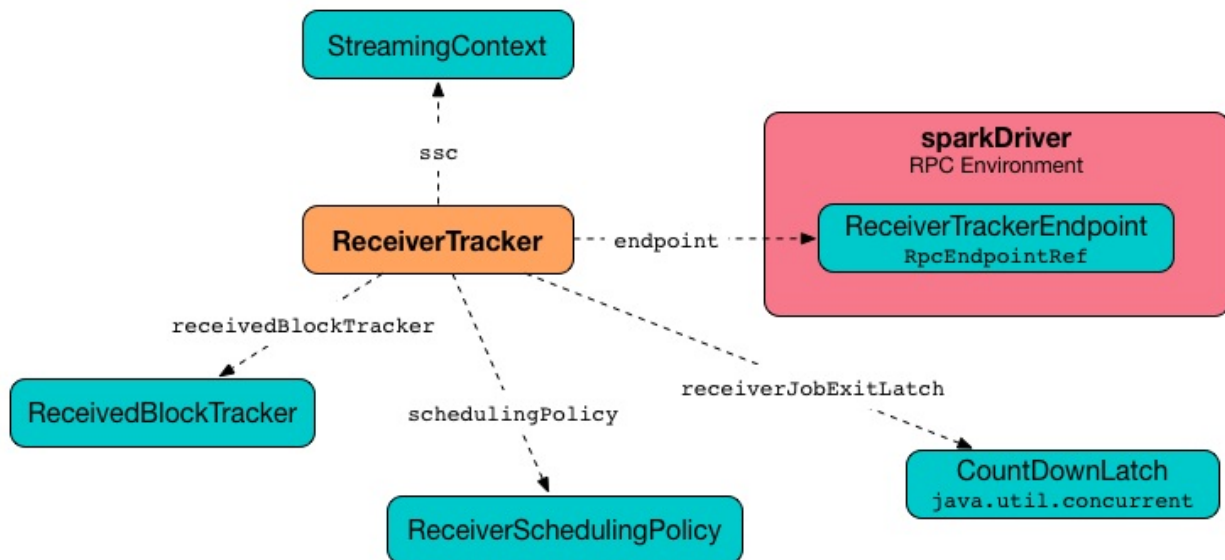 StreamingContext
ssc
sparkDriver
RPC Environment
ReceiverTracker
endpoint
ReceiverTrackerEndpoint
RpcEndpointRef
receivedBlockTracker
ReceivedBlockTracker
schedulingPolicy
receiverJobExitLatch
CountDownLatch
java.util.concurrent
ReceiverSchedulingPolicy